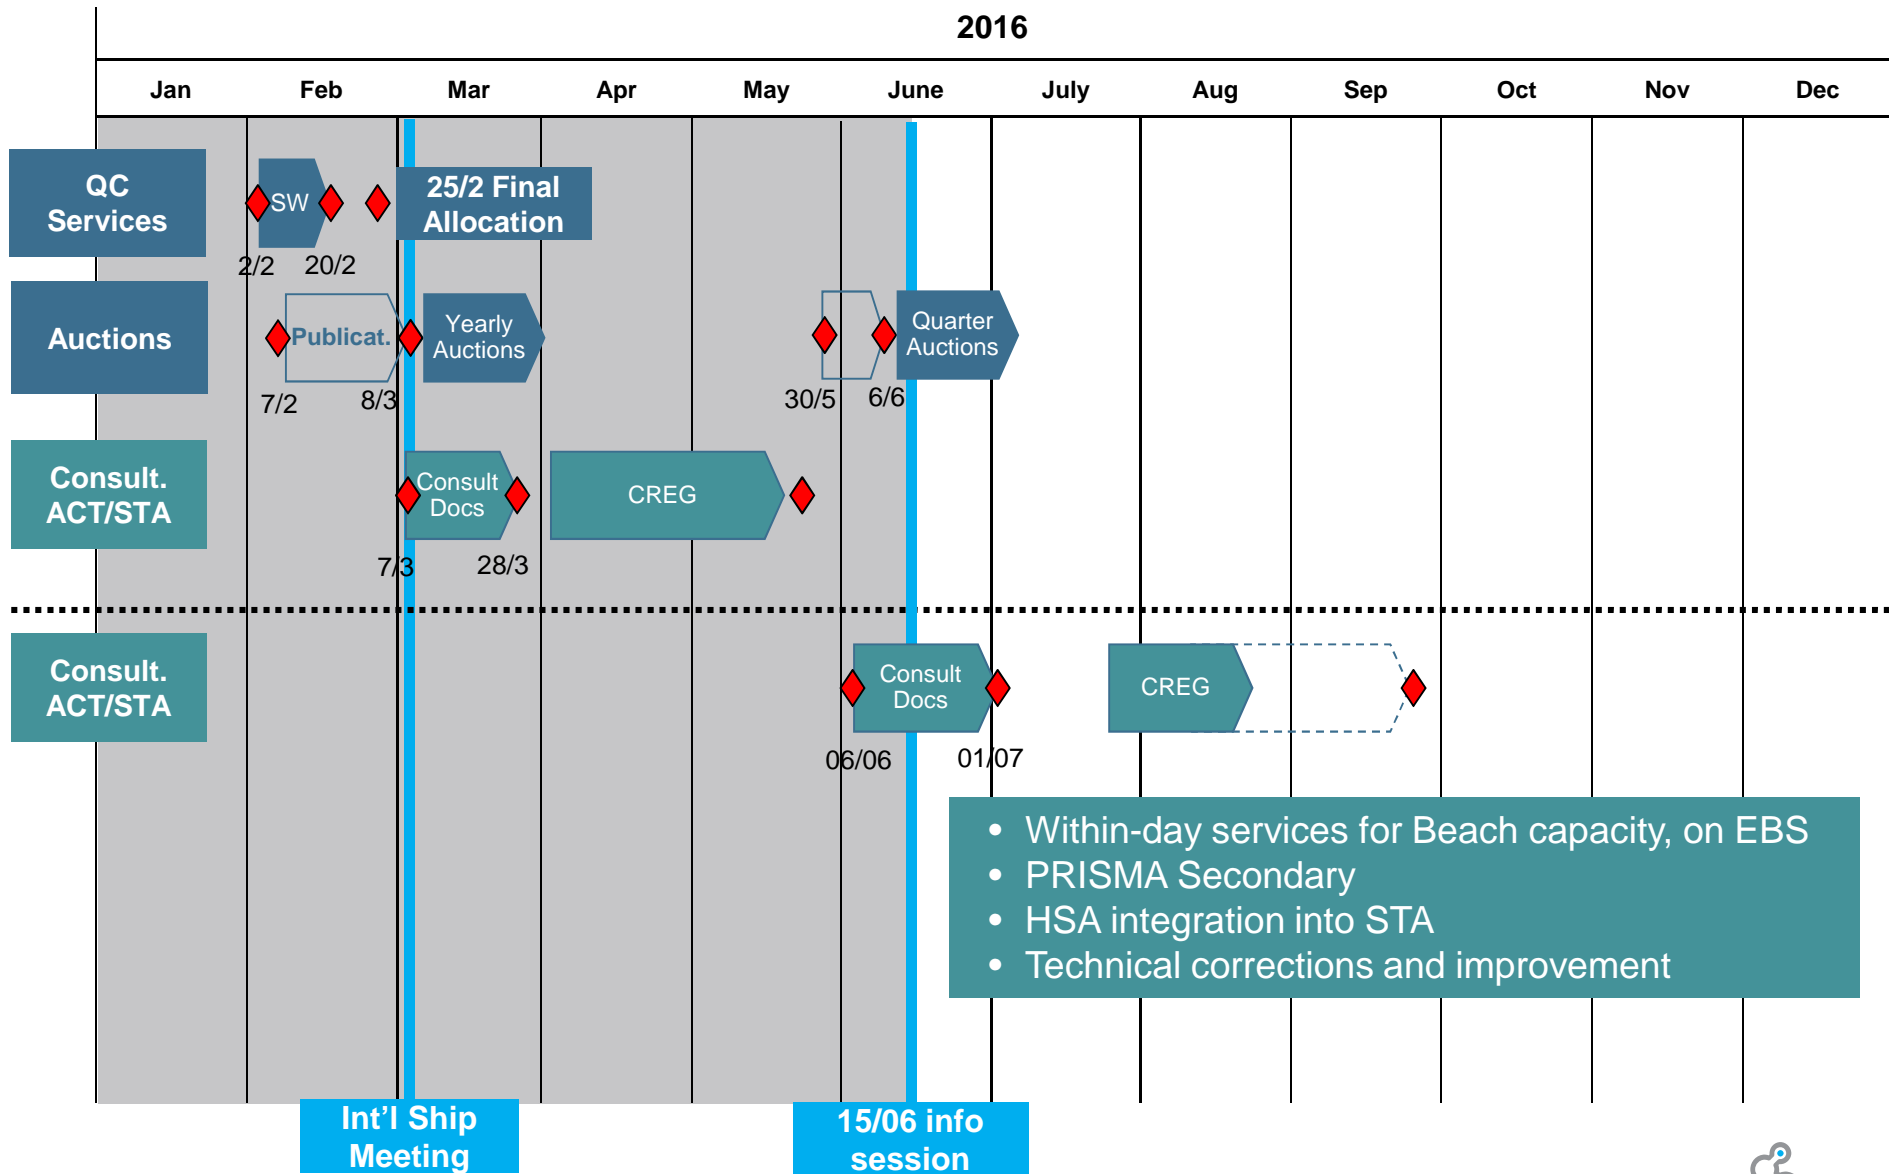 2016
Jan Feb Mar Apr May June July Aug Sep Oct Nov Dec
QC
Services
SW
25/2 Final
Allocation
2/2 20/2
Auctions
Publicat.
Yearly
Auctions
Quarter
Auctions
7/2 8/3 30/5 6/6
Consult.
ACT/STA
Consult
Docs
CREG
7/3 28/3
Consult.
ACT/STA
Consult
Docs
CREG
06/06 01/07
• Within-day services for Beach capacity, on EBS
• PRISMA Secondary
• HSA integration into STA
• Technical corrections and improvement
Int’l Ship
Meeting
15/06 info
session